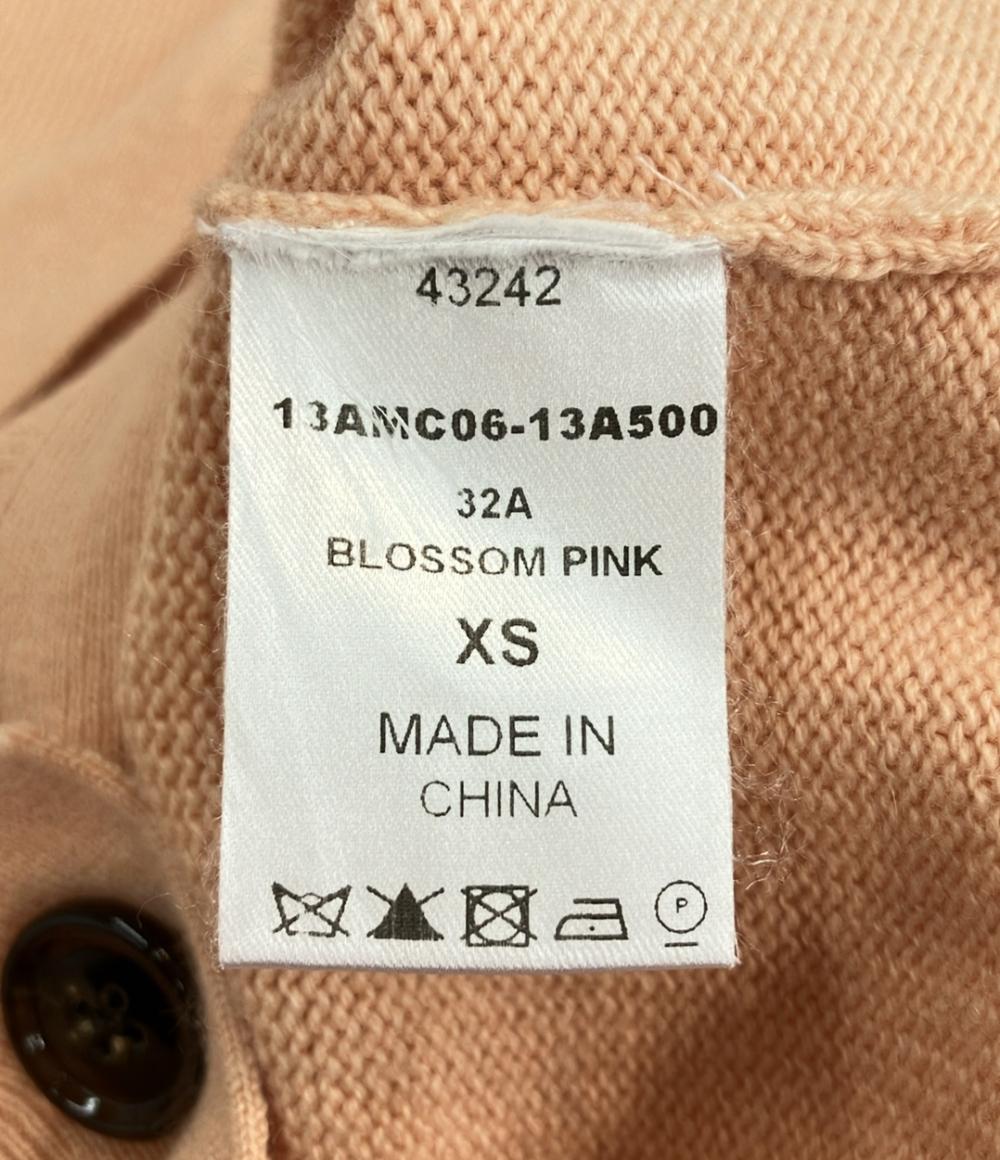 43242
13AMC06-13A500
32A
BLOSSOM PINK
XS
MADE IN
CHINA
P